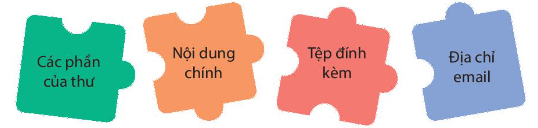 Các phần
của thư
Nội dung
chính
Tệp đính
kèm
Địa chỉ
email